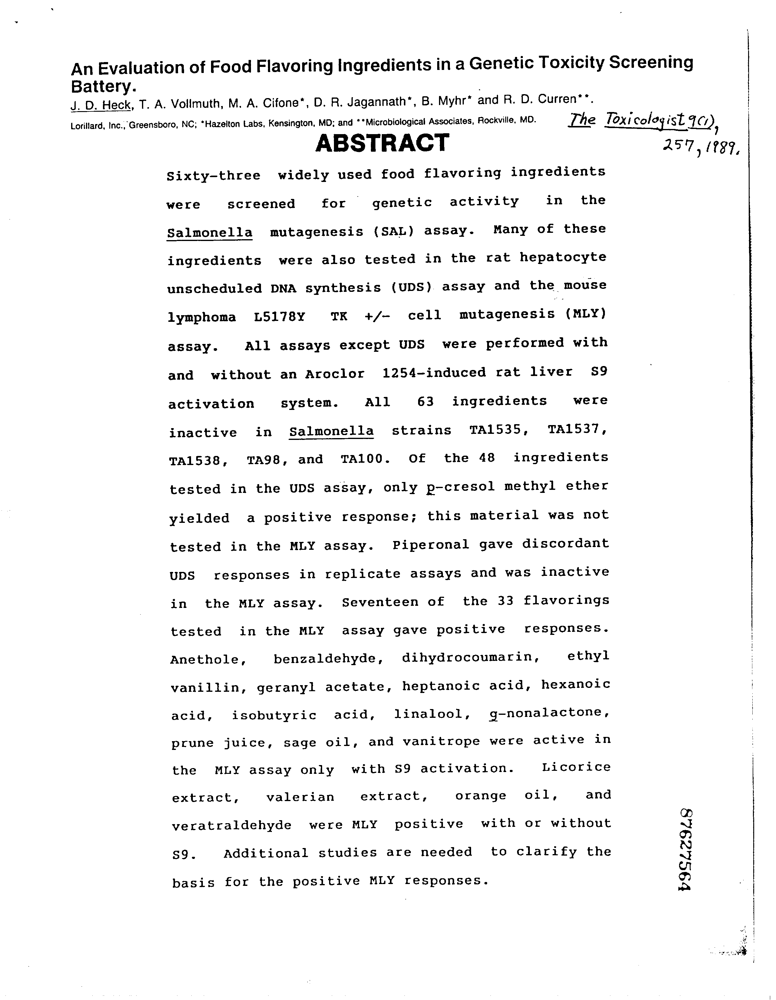 An Evaluation of Food Flavoring Ingredients in a Genetic Toxicity Screening
Battery.
J. D. Heck, T. A. Vollmuth, M. A. Cifone*, D. R. Jagannath*, B. Myhr* and R. D. Curren**.
Lorillard, Inc., Greensboro, NC; *Hazelton Labs, Kensington, MD; and **Microbiological Associates, Rockville, MD.
The Toxicologist 9(1),
257, 1989.
ABSTRACT
Sixty-three widely used food flavoring ingredients
were screened for genetic activity in the
Salmonella mutagenesis (SAL) assay. Many of these
ingredients were also tested in the rat hepatocyte
unscheduled DNA synthesis (UDS) assay and the mouse
lymphoma L5178Y TK +/- cell mutagenesis (MLY)
assay. All assays except UDS were performed with
and without an Aroclor 1254-induced rat liver S9
activation system. All 63 ingredients were
inactive in Salmonella strains TA1535, TA1537,
TA1538, TA98, and TA100. Of the 48 ingredients
tested in the UDS assay, only p-cresol methyl ether
yielded a positive response; this material was not
tested in the MLY assay. Piperonal gave discordant
UDS responses in replicate assays and was inactive
in the MLY assay. Seventeen of the 33 flavorings
tested in the MLY assay gave positive responses.
Anethole, benzaldehyde, dihydrocoumarin, ethyl
vanillin, geranyl acetate, heptanoic acid, hexanoic
acid, isobutyric acid, linalool, g-nonalactone,
prune juice, sage oil, and vanitrope were active in
the MLY assay only with S9 activation. Licorice
extract, valerian extract, orange oil, and
veratraldehyde were MLY positive with or without
S9. Additional studies are needed to clarify the
basis for the positive MLY responses.
87627564